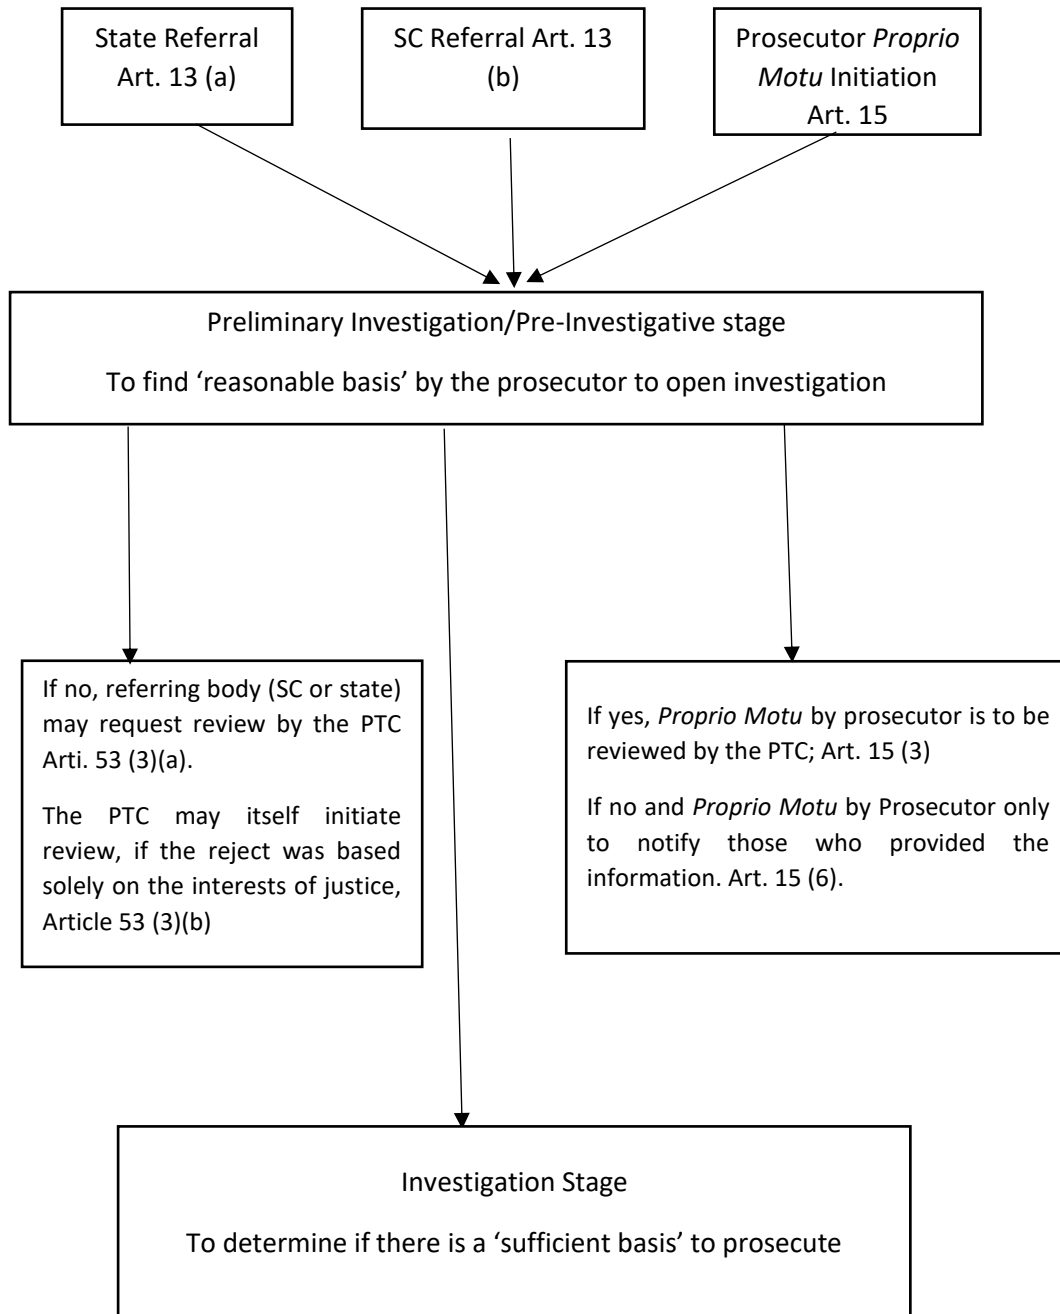 State Referral
Art. 13 (a)
SC Referral Art. 13
(b)
Prosecutor Proprio
Motu Initiation
Art. 15
Preliminary Investigation/Pre-Investigative stage
To find ‘reasonable basis’ by the prosecutor to open investigation
If no, referring body (SC or state)
may request review by the PTC
Arti. 53 (3)(a).
The PTC may itself initiate
review, if the reject was based
solely on the interests of justice,
Article 53 (3)(b)
If yes, Proprio Motu by prosecutor is to be
reviewed by the PTC; Art. 15 (3)
If no and Proprio Motu by Prosecutor only
to notify those who provided the
information. Art. 15 (6).
Investigation Stage
To determine if there is a ‘sufficient basis’ to prosecute